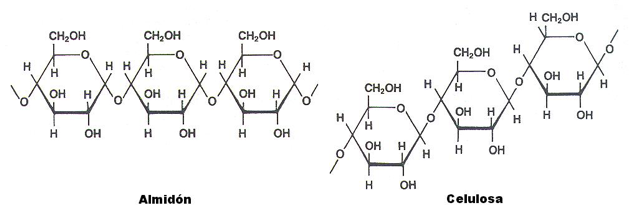 CH₂OH CH₂OH CH₂OH
O O O
H H H H H H
H H H
OH H OH H OH H
O O O O
H OH H OH H OH
Almidón
H CH₂OH
O O
H H
CH₂OH OH H
O O
H H H OH
CH₂OH OH H
O O
H H H OH
OH H
O
H OH
Celulosa